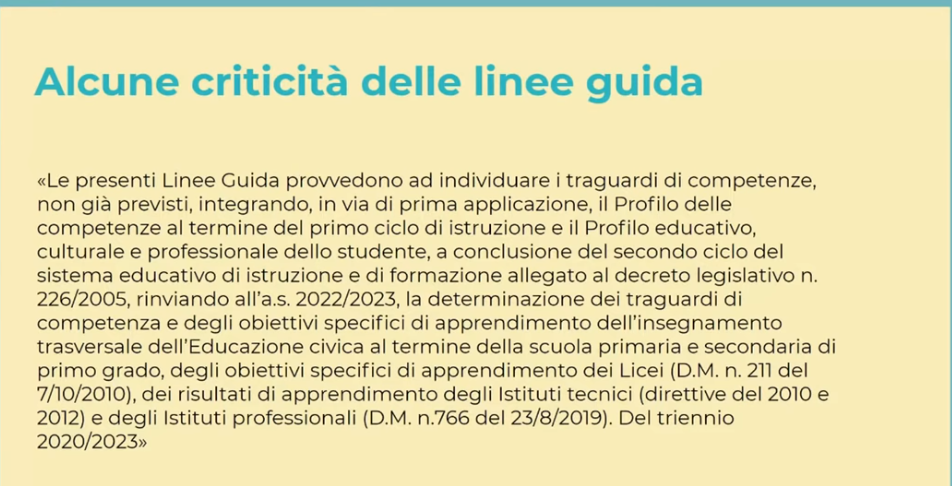 Alcune criticità delle linee guida
«Le presenti Linee Guida provvedono ad individuare i traguardi di competenze,
non già previsti, integrando, in via di prima applicazione, il Profilo delle
competenze al termine del primo ciclo di istruzione e il Profilo educativo,
culturale e professionale dello studente, a conclusione del secondo ciclo del
sistema educativo di istruzione e di formazione allegato al decreto legislativo n.
226/2005, rinviando all’a.s. 2022/2023, la determinazione dei traguardi di
competenza e degli obiettivi specifici di apprendimento dell’insegnamento
trasversale dell’Educazione civica al termine della scuola primaria e secondaria di
primo grado, degli obiettivi specifici di apprendimento dei Licei (D.M. n. 211 del
7/10/2010), dei risultati di apprendimento degli Istituti tecnici (direttive del 2010 e
2012) e degli Istituti professionali (D.M. n.766 del 23/8/2019). Del triennio
2020/2023»